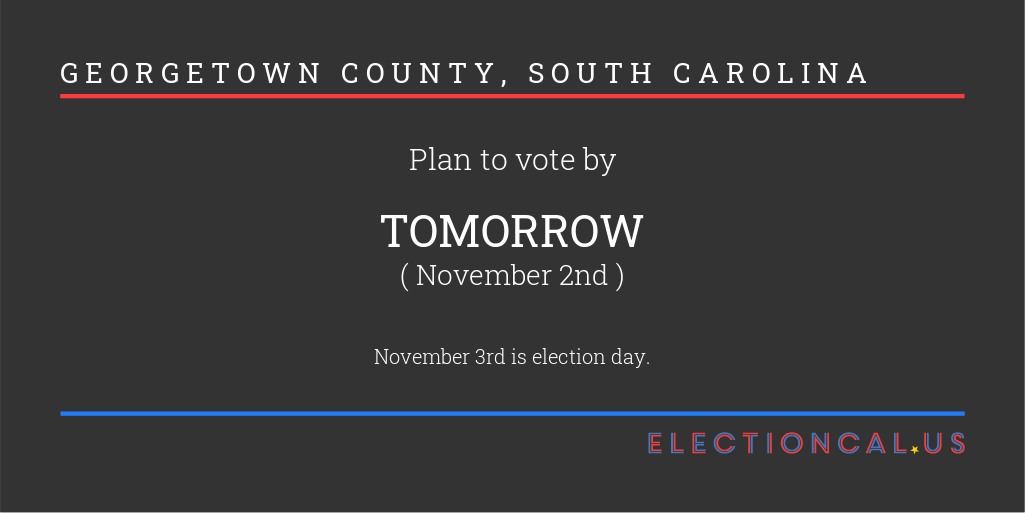 GEORGETOWN COUNTY, SOUTH CAROLINA
Plan to vote by
TOMORROW
( November 2nd )
November 3rd is election day.
ELECTIONCAL.US